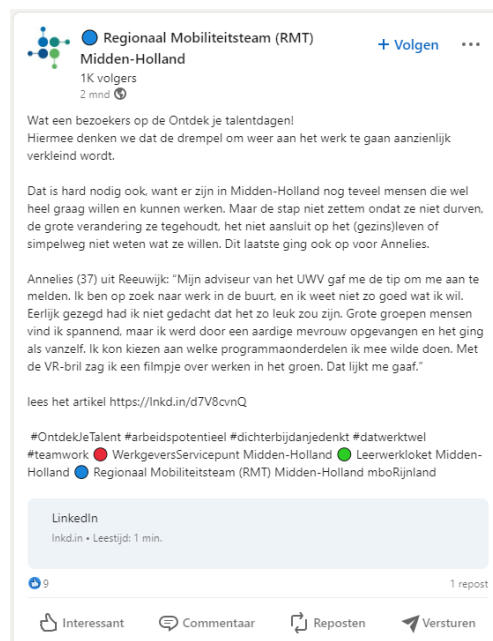 Regionaal Mobiliteitsteam (RMT)
Midden-Holland
+ Volgen
1K volgers
2 mnd
Wat een bezoekers op de Ontdek je talentdagen!
Hiermee denken we dat de drempel om weer aan het werk te gaan aanzienlijk
verkleind wordt.
Dat is hard nodig ook, want er zijn in Midden-Holland nog teveel mensen die wel
heel graag willen en kunnen werken. Maar de stap niet zettem ondat ze niet durven,
de grote verandering ze tegehoudt, het niet aansluit op het (gezins)leven of
simpelweg niet weten wat ze willen. Dit laatste ging ook op voor Annelies.
Annelies (37) uit Reeuwijk: “Mijn adviseur van het UWV gaf me de tip om me aan te
melden. Ik ben op zoek naar werk in de buurt, en ik weet niet zo goed wat ik wil.
Eerlijk gezegd had ik niet gedacht dat het zo leuk zou zijn. Grote groepen mensen
vind ik spannend, maar ik werd door een aardige mevrouw opgevangen en het ging
als vanzelf. Ik kon kiezen aan welke programmaonderdelen ik mee wilde doen. Met
de VR-bril zag ik een filmpje over werken in het groen. Dat lijkt me gaaf.”
lees het artikel https://lnkd.in/d7V8cvnQ
#OntdekJeTalent #arbeidspotentieel #dichterbijdanjedenkt #datwerktwel
#teamwork 🔴 WerkgeversServicepunt Midden-Holland 🟢 Leerwerkloket Midden-
Holland 🔵 Regionaal Mobiliteitsteam (RMT) Midden-Holland mboRijnland
LinkedIn
lnkd.in • Leestijd: 1 min.
9
1 repost
Interessant
Commentaar
Reposten
Versturen